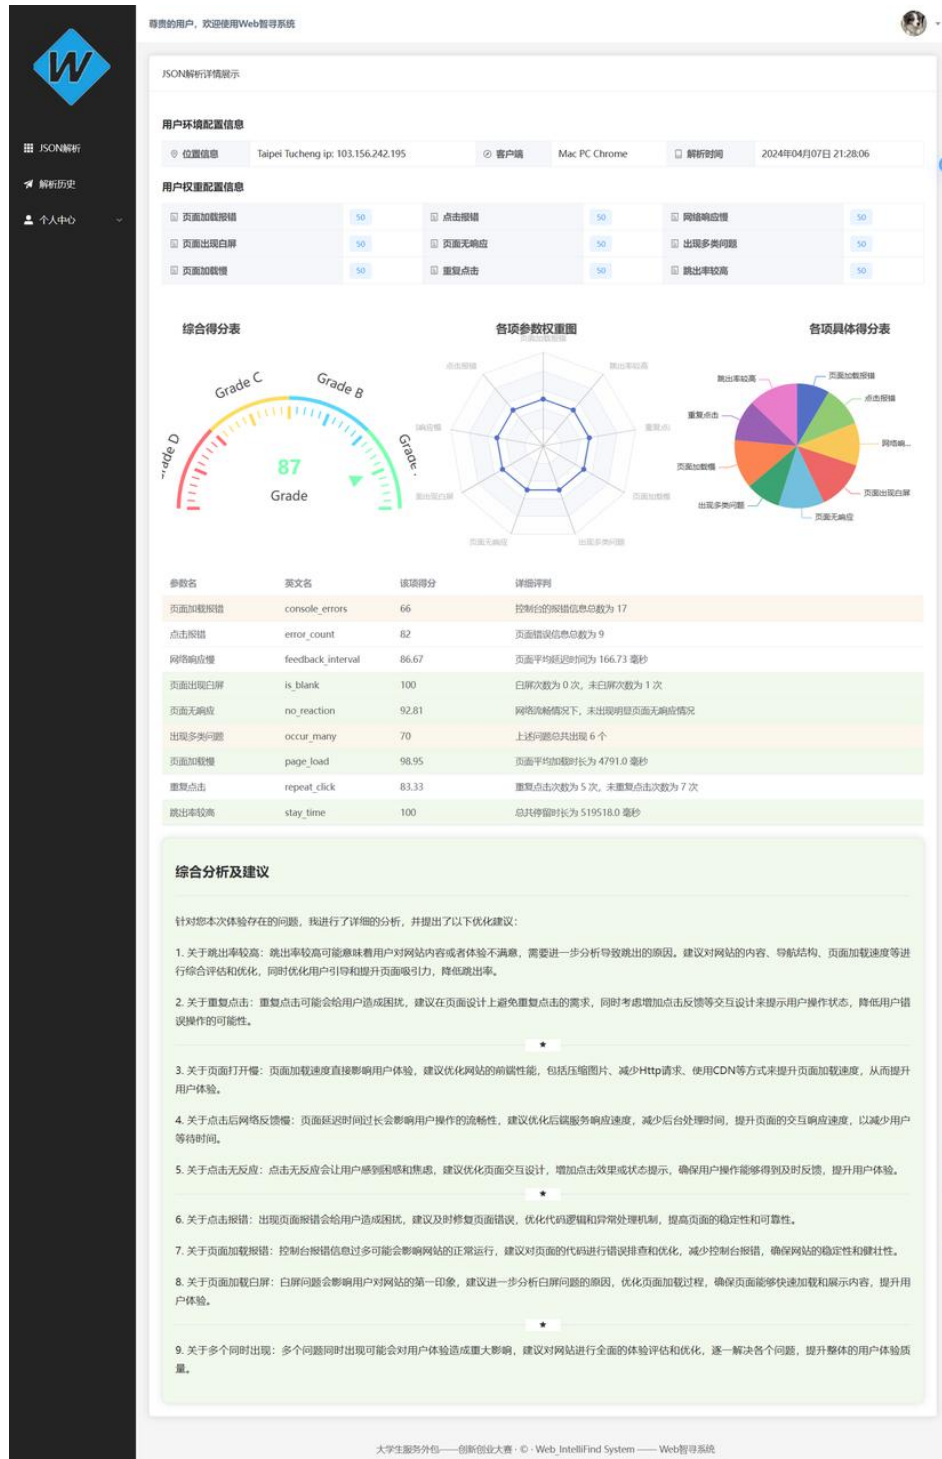 尊贵的用户，欢迎使用Web智寻系统
W
JSON解析
解析历史
个人中心
JSON解析详情展示
用户环境配置信息
位置信息 Taipei Tucheng ip: 103.156.242.195 客户端 Mac PC Chrome 解析时间 2024年04月07日 21:28:06
用户权重配置信息
页面加载报错 50 点击报错 50 网络响应慢 50
页面出现白屏 50 页面无响应 50 出现多类问题 50
页面加载慢 50 重复点击 50 跳出率较高 50
综合得分表
Grade C
Grade B
rade D
Grade
87
Grade
各项参数权重图
页面加载报错
点击报错
跳出率较高
响应慢
重复点
面出现白屏
页面加载慢
页面无响应
出现多类问题
各项具体得分表
跳出率较高
页面加载报错
点击报错
重复点击
网络响...
页面加载慢
页面出现白屏
出现多类问题
页面无响应
参数名 英文名 该项得分 详细评判
页面加载报错 console_errors 66 控制台的报错信息总数为 17
点击报错 error_count 82 页面错误信息总数为 9
网络响应慢 feedback_interval 86.67 页面平均延迟时间为 166.73 毫秒
页面出现白屏 is_blank 100 白屏次数为 0 次，未白屏次数为 1 次
页面无响应 no_reaction 92.81 网络流畅情况下，未出现明显页面无响应情况
出现多类问题 occur_many 70 上述问题总共出现 6 个
页面加载慢 page_load 98.95 页面平均加载时长为 4791.0 毫秒
重复点击 repeat_click 83.33 重复点击次数为 5 次，未重复点击次数为 7 次
跳出率较高 stay_time 100 总共停留时长为 519518.0 毫秒
综合分析及建议
针对您本次体验存在的问题，我进行了详细的分析，并提出了以下优化建议：
1. 关于跳出率较高：跳出率较高可能意味着用户对网站内容或者体验不满意，需要进一步分析导致跳出的原因。建议对网站的内容、导航结构、页面加载速度等进
行综合评估和优化，同时优化用户引导和提升页面吸引力，降低跳出率。
2. 关于重复点击：重复点击可能会给用户造成困扰，建议在页面设计上避免重复点击的需求，同时考虑增加点击反馈等交互设计来提示用户操作状态，降低用户错
误操作的可能性。
3. 关于页面打开慢：页面加载速度直接影响用户体验，建议优化网站的前端性能，包括压缩图片、减少Http请求、使用CDN等方式来提升页面加载速度，从而提升
用户体验。
4. 关于点击后网络反馈慢：页面延迟时间过长会影响用户操作的流畅性，建议优化后端服务响应速度，减少后台处理时间，提升页面的交互响应速度，以减少用户
等待时间。
5. 关于点击无反应：点击无反应会让用户感到困惑和焦虑，建议优化页面交互设计，增加点击效果或状态提示，确保用户操作能够得到及时反馈，提升用户体验。
6. 关于点击报错：出现页面报错会给用户造成困扰，建议及时修复页面错误，优化代码逻辑和异常处理机制，提高页面的稳定性和可靠性。
7. 关于页面加载报错：控制台报错信息过多可能会影响网站的正常运行，建议对页面的代码进行错误排查和优化，减少控制台报错，确保网站的稳定性和健壮性。
8. 关于页面加载白屏：白屏问题会影响用户对网站的第一印象，建议进一步分析白屏问题的原因，优化页面加载过程，确保页面能够快速加载和展示内容，提升用
户体验。
9. 关于多个同时出现：多个问题同时出现可能会对用户体验造成重大影响，建议对网站进行全面的体验评估和优化，逐一解决各个问题，提升整体的用户体验质
量。
大学生服务外包——创新创业大赛 · © · Web_IntelliFind System —— Web智寻系统